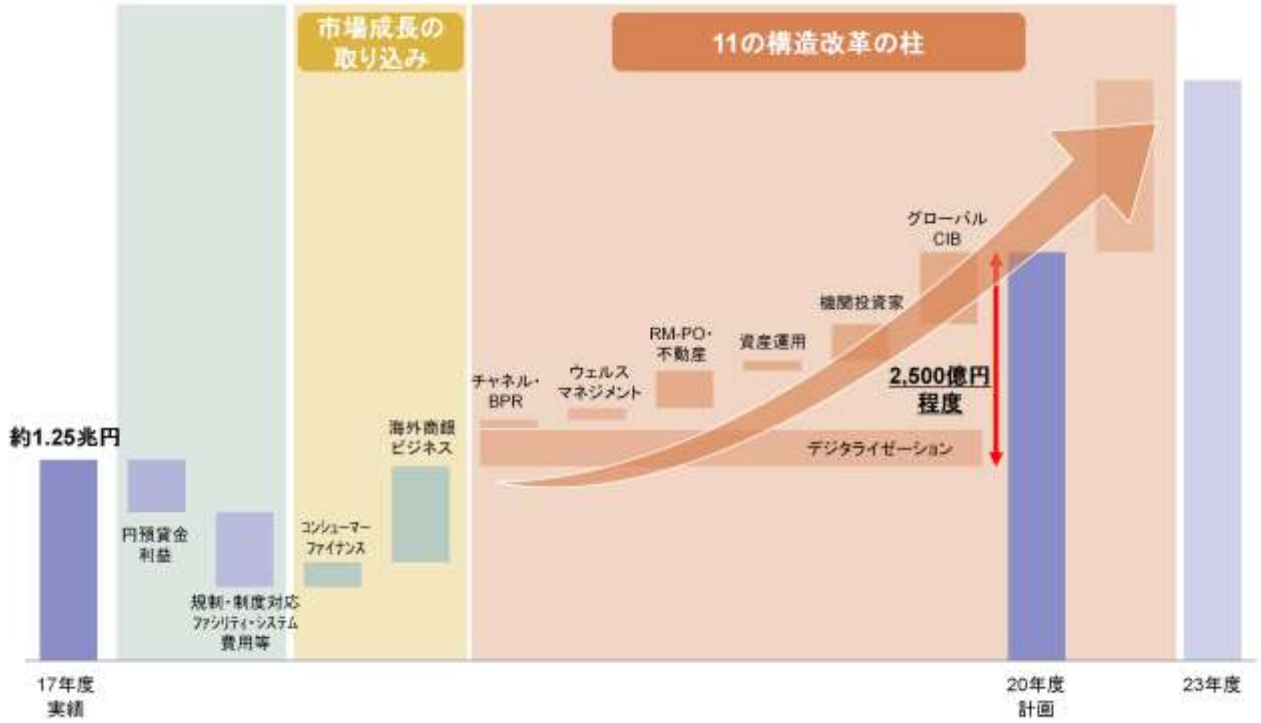 市場成長の
取り込み
11の構造改革の柱
グローバル
CIB
機関投資家
RM-PO・
不動産
資産運用
ウェルス
マネジメント
チャネル・
BPR
2,500億円
程度
海外商銀
ビジネス
約1.25兆円
デジタライゼーション
円預貸金
利益
コンシューマー
ファイナンス
規制・制度対応
ファシリティ・システム
費用等
17年度
実績
20年度
計画
23年度